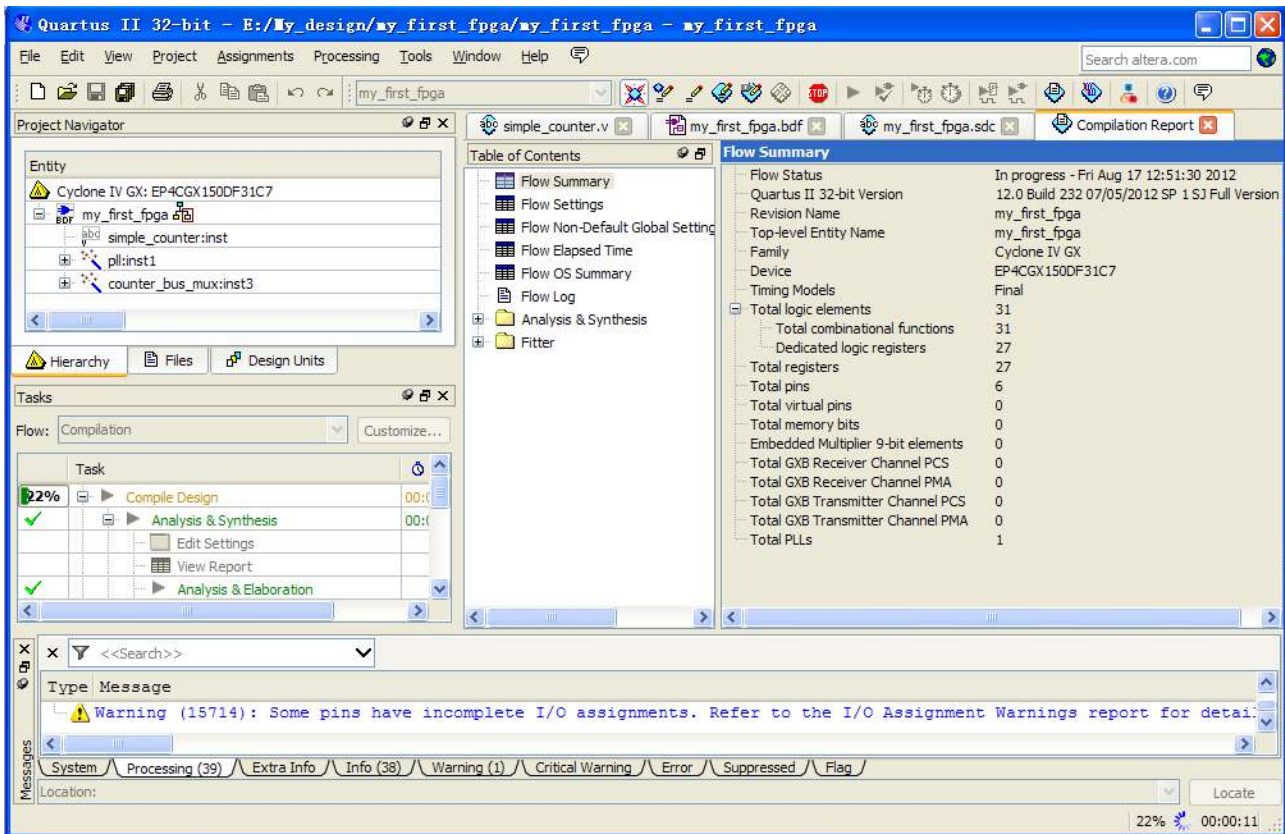 Quartus II 32-bit - E:/My_design/my_first_fpga/my_first_fpga - my_first_fpga
File Edit View Project Assignments Processing Tools Window Help
Search altera.com
my_first_fpga
Project Navigator
Entity
Cyclone IV GX: EP4CGX150DF31C7
my_first_fpga
simple_counter:inst
pll:inst1
counter_bus_mux:inst3
Hierarchy Files Design Units
Tasks
Flow: Compilation Customize...
Task
22% Compile Design 00:0
Analysis & Synthesis 00:0
Edit Settings
View Report
Analysis & Elaboration
simple_counter.v my_first_fpga.bdf my_first_fpga.sdc Compilation Report
Table of Contents
Flow Summary
Flow Settings
Flow Non-Default Global Setting
Flow Elapsed Time
Flow OS Summary
Flow Log
Analysis & Synthesis
Fitter
Flow Summary
Flow Status In progress - Fri Aug 17 12:51:30 2012
Quartus II 32-bit Version 12.0 Build 232 07/05/2012 SP 1 SJ Full Version
Revision Name my_first_fpga
Top-level Entity Name my_first_fpga
Family Cyclone IV GX
Device EP4CGX150DF31C7
Timing Models Final
Total logic elements 31
Total combinational functions 31
Dedicated logic registers 27
Total registers 27
Total pins 6
Total virtual pins 0
Total memory bits 0
Embedded Multiplier 9-bit elements 0
Total GXB Receiver Channel PCS 0
Total GXB Receiver Channel PMA 0
Total GXB Transmitter Channel PCS 0
Total GXB Transmitter Channel PMA 0
Total PLLs 1
<<Search>>
Type Message
Warning (15714): Some pins have incomplete I/O assignments. Refer to the I/O Assignment Warnings report for detai
System Processing (39) Extra Info Info (38) Warning (1) Critical Warning Error Suppressed Flag
Messages
Location: Locate
22% 00:00:11